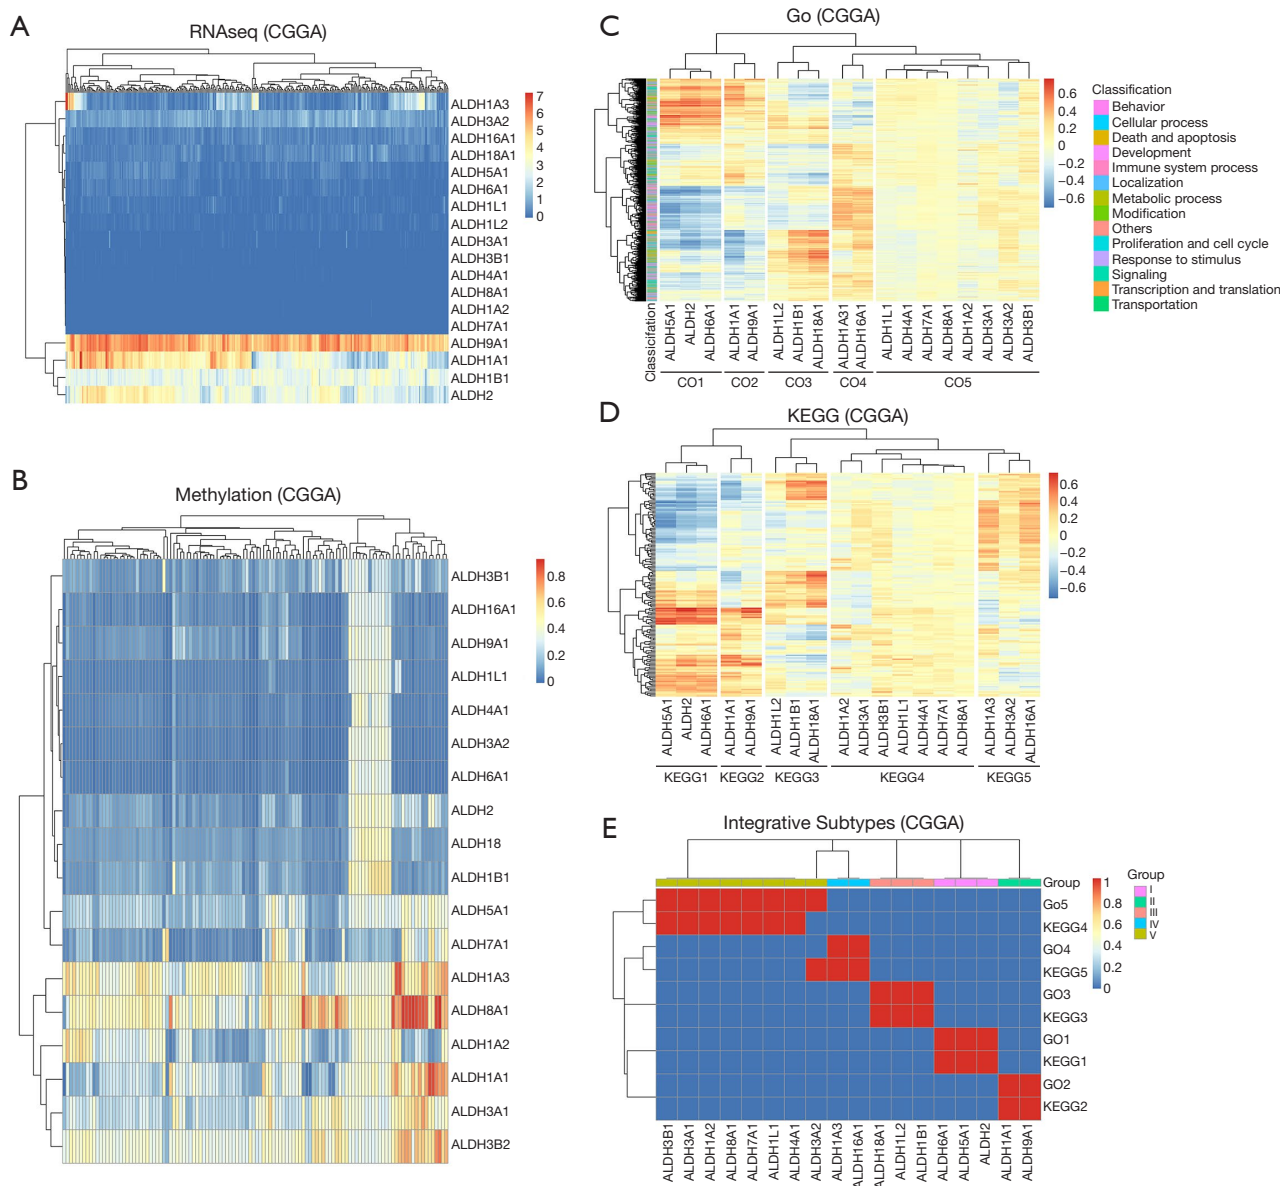 A
RNAseq (CGGA)
ALDH1A3
ALDH3A2
ALDH16A1
ALDH18A1
ALDH5A1
ALDH6A1
ALDH1L1
ALDH1L2
ALDH3A1
ALDH3B1
ALDH4A1
ALDH8A1
ALDH1A2
ALDH7A1
ALDH9A1
ALDH1A1
ALDH1B1
ALDH2
7
6
5
4
3
2
1
0
B
Methylation (CGGA)
ALDH3B1
ALDH16A1
ALDH9A1
ALDH1L1
ALDH4A1
ALDH3A2
ALDH6A1
ALDH2
ALDH18
ALDH1B1
ALDH5A1
ALDH7A1
ALDH1A3
ALDH8A1
ALDH1A2
ALDH1A1
ALDH3A1
ALDH3B2
0.8
0.6
0.4
0.2
0
C
Go (CGGA)
0.6
0.4
0.2
0
−0.2
−0.4
−0.6
Classification
Behavior
Cellular process
Death and apoptosis
Development
Immune system process
Localization
Metabolic process
Modification
Others
Proliferation and cell cycle
Response to stimulus
Signaling
Transcription and translation
Transportation
Classicifitation
ALDH5A1
ALDH2
ALDH6A1
ALDH1A1
ALDH9A1
ALDH1L2
ALDH1B1
ALDH18A1
ALDH1A31
ALDH16A1
ALDH1L1
ALDH4A1
ALDH7A1
ALDH8A1
ALDH1A2
ALDH3A1
ALDH3A2
ALDH3B1
CO1
CO2
CO3
CO4
CO5
D
KEGG (CGGA)
0.6
0.4
0.2
0
−0.2
−0.4
−0.6
ALDH5A1
ALDH2
ALDH6A1
ALDH1A1
ALDH9A1
ALDH1L2
ALDH1B1
ALDH18A1
ALDH1A2
ALDH3A1
ALDH3B1
ALDH1L1
ALDH4A1
ALDH7A1
ALDH8A1
ALDH1A3
ALDH3A2
ALDH16A1
KEGG1
KEGG2
KEGG3
KEGG4
KEGG5
E
Integrative Subtypes (CGGA)
Group
Go5
KEGG4
GO4
KEGG5
GO3
KEGG3
GO1
KEGG1
GO2
KEGG2
1
0.8
0.6
0.4
0.2
0
Group
I
II
III
IV
V
ALDH3B1
ALDH3A1
ALDH1A2
ALDH8A1
ALDH7A1
ALDH1L1
ALDH4A1
ALDH3A2
ALDH1A3
ALDH16A1
ALDH18A1
ALDH1L2
ALDH1B1
ALDH6A1
ALDH5A1
ALDH2
ALDH1A1
ALDH9A1